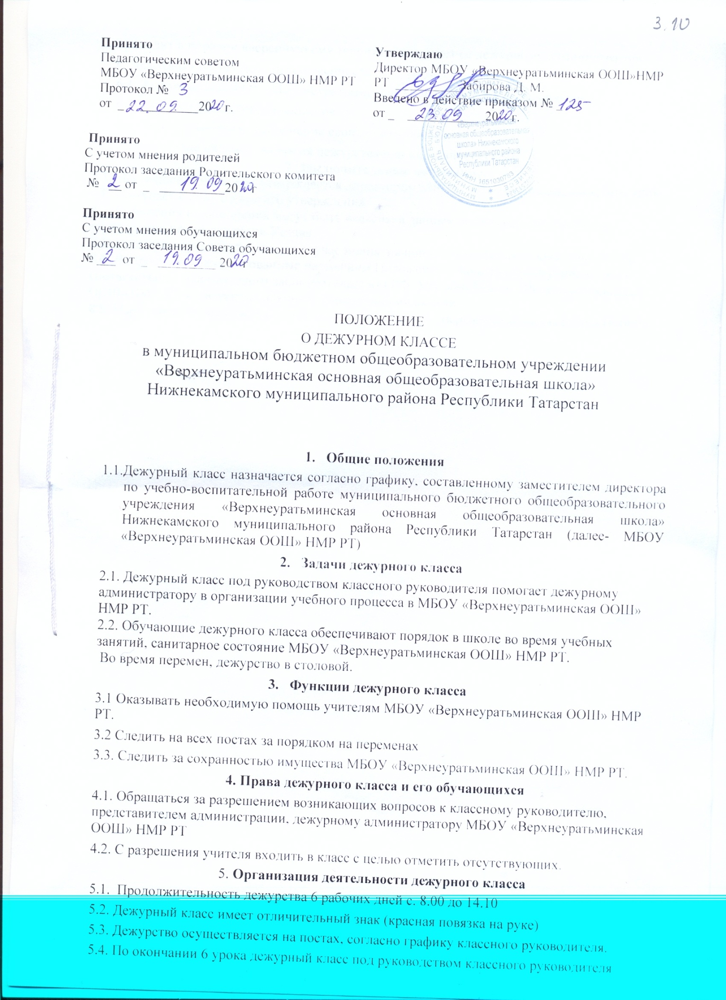 3.10
Принято
Педагогическим советом
МБОУ «Верхнеуратьминская ООШ» НМР РТ
Протокол № 3
от _22.09.____2020г.
Утверждаю
Директор МБОУ «Верхнеуратьминская ООШ»НМР
РТ ________Забирова Д. М.
Введено в действие приказом № 125
от _ 23.09 2020г.
«Верхнеуратьминская
основная общеобразовательная
школа» Нижнекамского
муниципального района
Республики Татарстан
ИНН 1651030763
Принято
С учетом мнения родителей
Протокол заседания Родительского комитета
№ 2 от _ 19.09 2020г
Принято
С учетом мнения обучающихся
Протокол заседания Совета обучающихся
№ 2 от _ 19.09 2020г
ПОЛОЖЕНИЕ
О ДЕЖУРНОМ КЛАССЕ
в муниципальном бюджетном общеобразовательном учреждении
«Верхнеуратьминская основная общеобразовательная школа»
Нижнекамского муниципального района Республики Татарстан
1. Общие положения
1.1.Дежурный класс назначается согласно графику, составленному заместителем директора
по учебно-воспитательной работе муниципального бюджетного общеобразовательного
учреждения «Верхнеуратьминская основная общеобразовательная школа»
Нижнекамского муниципального района Республики Татарстан (далее- МБОУ
«Верхнеуратьминская ООШ» НМР РТ)
2. Задачи дежурного класса
2.1. Дежурный класс под руководством классного руководителя помогает дежурному
администратору в организации учебного процесса в МБОУ «Верхнеуратьминская ООШ»
НМР РТ.
2.2. Обучающие дежурного класса обеспечивают порядок в школе во время учебных
занятий, санитарное состояние МБОУ «Верхнеуратьминская ООШ» НМР РТ.
Во время перемен, дежурство в столовой.
3. Функции дежурного класса
3.1 Оказывать необходимую помощь учителям МБОУ «Верхнеуратьминская ООШ» НМР
РТ.
3.2 Следить на всех постах за порядком на переменах
3.3. Следить за сохранностью имущества МБОУ «Верхнеуратьминская ООШ» НМР РТ.
4. Права дежурного класса и его обучающихся
4.1. Обращаться за разрешением возникающих вопросов к классному руководителю,
представителем администрации, дежурному администратору МБОУ «Верхнеуратьминская
ООШ» НМР РТ
4.2. С разрешения учителя входить в класс с целью отметить отсутствующих.
5. Организация деятельности дежурного класса
5.1. Продолжительность дежурства 6 рабочих дней с. 8.00 до 14.10
5.2. Дежурный класс имеет отличительный знак (красная повязка на руке)
5.3. Дежурство осуществляется на постах, согласно графику классного руководителя.
5.4. По окончании 6 урока дежурный класс под руководством классного руководителя